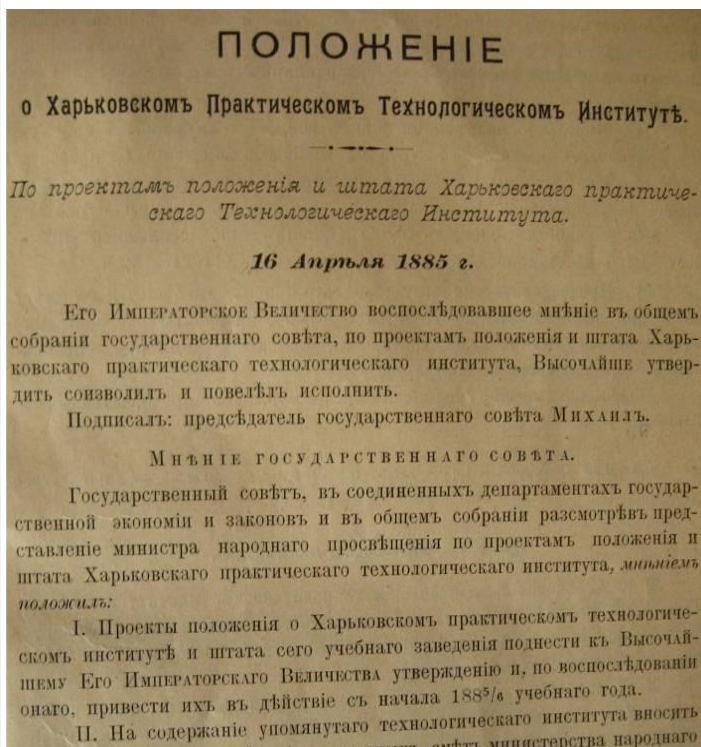 ПОЛОЖЕНІЕ
о Харьковскомъ Практическомъ Технологическомъ Институтѣ.
По проектамъ положенія и штата Харьковскаго практиче-
скаго Технологическаго Института.
16 Апрѣля 1885 г.
Его Императорское Величество воспослѣдовавшее мнѣніе въ общемъ
собраніи государственнаго совѣта, по проектамъ положенія и штата Харь-
ковскаго практическаго технологическаго института, Высочайше утвер-
дить соизволилъ и повелѣлъ исполнить.
Подписалъ: предсѣдатель государственнаго совѣта Михаилъ.
Мнѣніе государственнаго совѣта.
Государственный совѣтъ, въ соединенныхъ департаментахъ государ-
ственной экономіи и законовъ и въ общемъ собраніи разсмотрѣвъ пред-
ставленіе министра народнаго просвѣщенія по проектамъ положенія и
штата Харьковскаго практическаго технологическаго института, мнѣніемъ
положилъ:
I. Проекты положенія о Харьковскомъ практическомъ технологиче-
скомъ институтѣ и штата сего учебнаго заведенія поднести къ Высочай-
шему Его Императорскаго Величества утвержденію и, по воспослѣдованіи
онаго, привести ихъ въ дѣйствіе съ начала 188⁵/₆ учебнаго года.
II. На содержаніе упомянутаго технологическаго института вносить
смѣтъ министерства народнаго